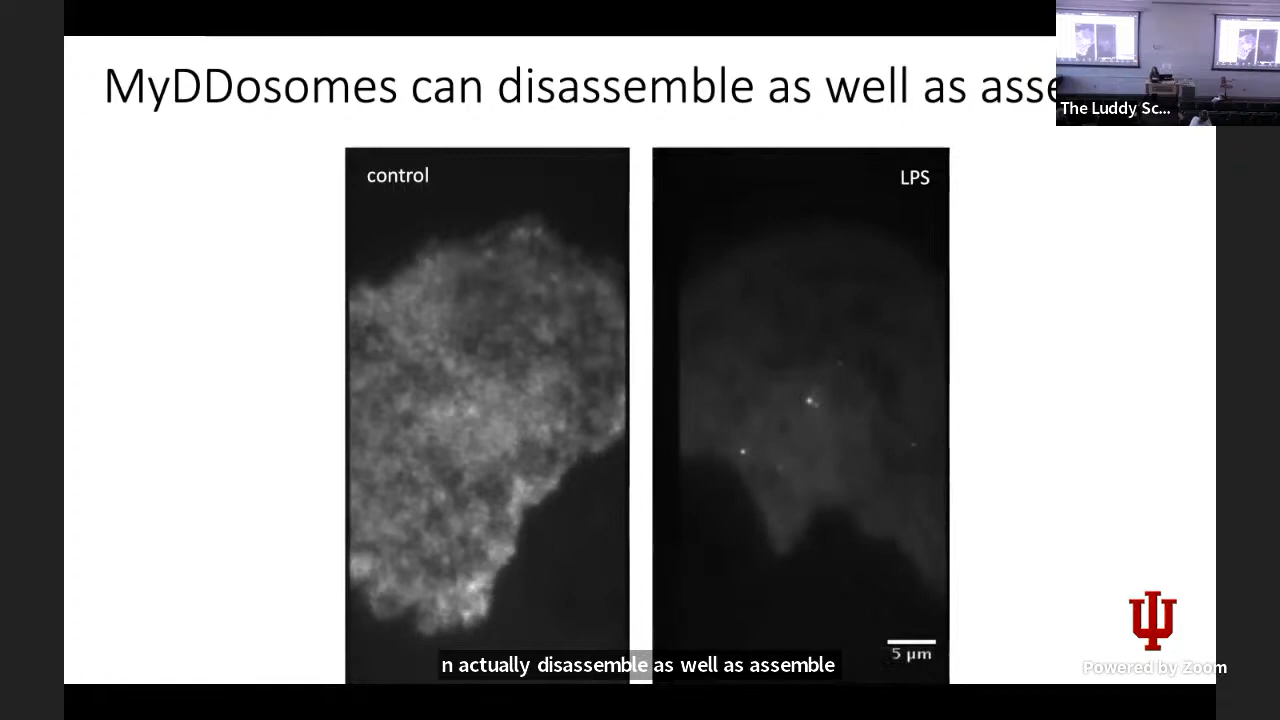 MyDDosomes can disassemble as well as asse
The Luddy Sc...
control
LPS
5 µm
n actually disassemble as well as assemble
Powered by Zoom